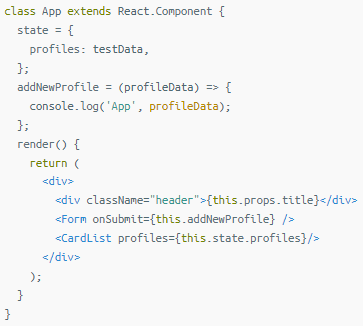 class App extends React.Component {
  state = {
    profiles: testData,
  };
  addNewProfile = (profileData) => {
    console.log('App', profileData);
  };
  render() {
    return (
      <div>
        <div className="header">{this.props.title}</div>
        <Form onSubmit={this.addNewProfile} />
        <CardList profiles={this.state.profiles}/>
      </div>
    );
  }
}